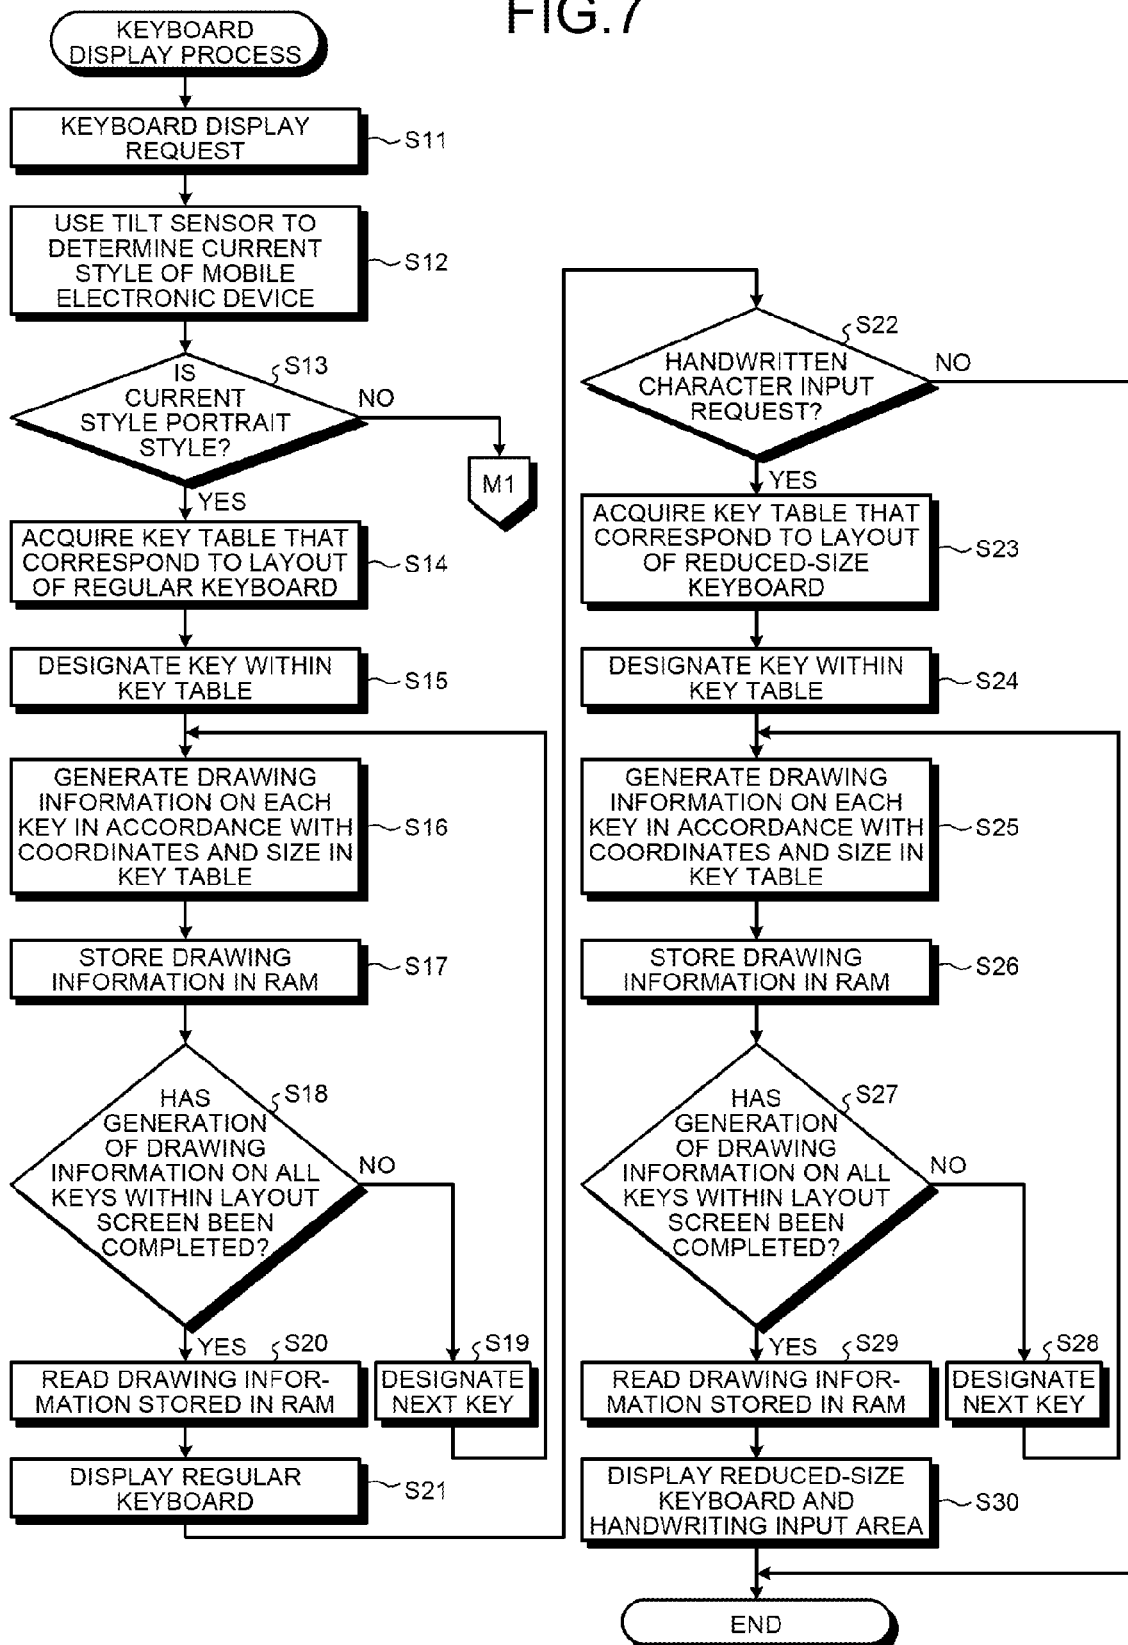 FIG.7
KEYBOARD
DISPLAY PROCESS
KEYBOARD DISPLAY
REQUEST
S11
USE TILT SENSOR TO
DETERMINE CURRENT
STYLE OF MOBILE
ELECTRONIC DEVICE
S12
IS
CURRENT
STYLE PORTRAIT
STYLE?
S13
NO
M1
YES
ACQUIRE KEY TABLE THAT
CORRESPOND TO LAYOUT
OF REGULAR KEYBOARD
S14
DESIGNATE KEY WITHIN
KEY TABLE
S15
GENERATE DRAWING
INFORMATION ON EACH
KEY IN ACCORDANCE WITH
COORDINATES AND SIZE IN
KEY TABLE
S16
STORE DRAWING
INFORMATION IN RAM
S17
HAS
GENERATION
OF DRAWING
INFORMATION ON ALL
KEYS WITHIN LAYOUT
SCREEN BEEN
COMPLETED?
S18
NO
YES
S20
READ DRAWING INFOR-
MATION STORED IN RAM
S19
DESIGNATE
NEXT KEY
DISPLAY REGULAR
KEYBOARD
S21
S22
HANDWRITTEN
CHARACTER INPUT
REQUEST?
NO
YES
ACQUIRE KEY TABLE THAT
CORRESPOND TO LAYOUT
OF REDUCED-SIZE
KEYBOARD
S23
DESIGNATE KEY WITHIN
KEY TABLE
S24
GENERATE DRAWING
INFORMATION ON EACH
KEY IN ACCORDANCE WITH
COORDINATES AND SIZE IN
KEY TABLE
S25
STORE DRAWING
INFORMATION IN RAM
S26
HAS
GENERATION
OF DRAWING
INFORMATION ON ALL
KEYS WITHIN LAYOUT
SCREEN BEEN
COMPLETED?
S27
NO
YES
S29
READ DRAWING INFOR-
MATION STORED IN RAM
S28
DESIGNATE
NEXT KEY
DISPLAY REDUCED-SIZE
KEYBOARD AND
HANDWRITING INPUT AREA
S30
END